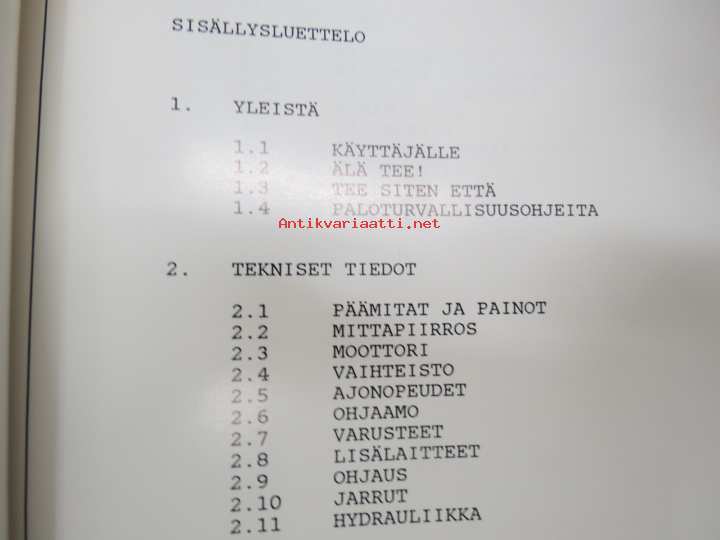 SISÄLLYSLUETTELO
1. YLEISTÄ
1.1 KÄYTTÄJÄLLE
1.2 ÄLÄ TEE!
1.3 TEE SITEN ETTÄ
1.4 PALOTURVALLISUUSOHJEITA
Antikvariaatti.net
2. TEKNISET TIEDOT
2.1 PÄÄMITAT JA PAINOT
2.2 MITTAPIIRROS
2.3 MOOTTORI
2.4 VAIHTEISTO
2.5 AJONOPEUDET
2.6 OHJAAMO
2.7 VARUSTEET
2.8 LISÄLAITTEET
2.9 OHJAUS
2.10 JARRUT
2.11 HYDRAULIIKKA